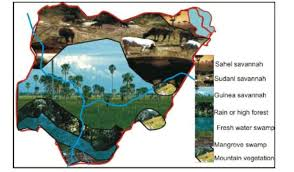 Sahel savannah
Sudani savannah
Guinea savannah
Rain or high forest
Fresh water swamp
Mangrove swamp
Mountain vegetation